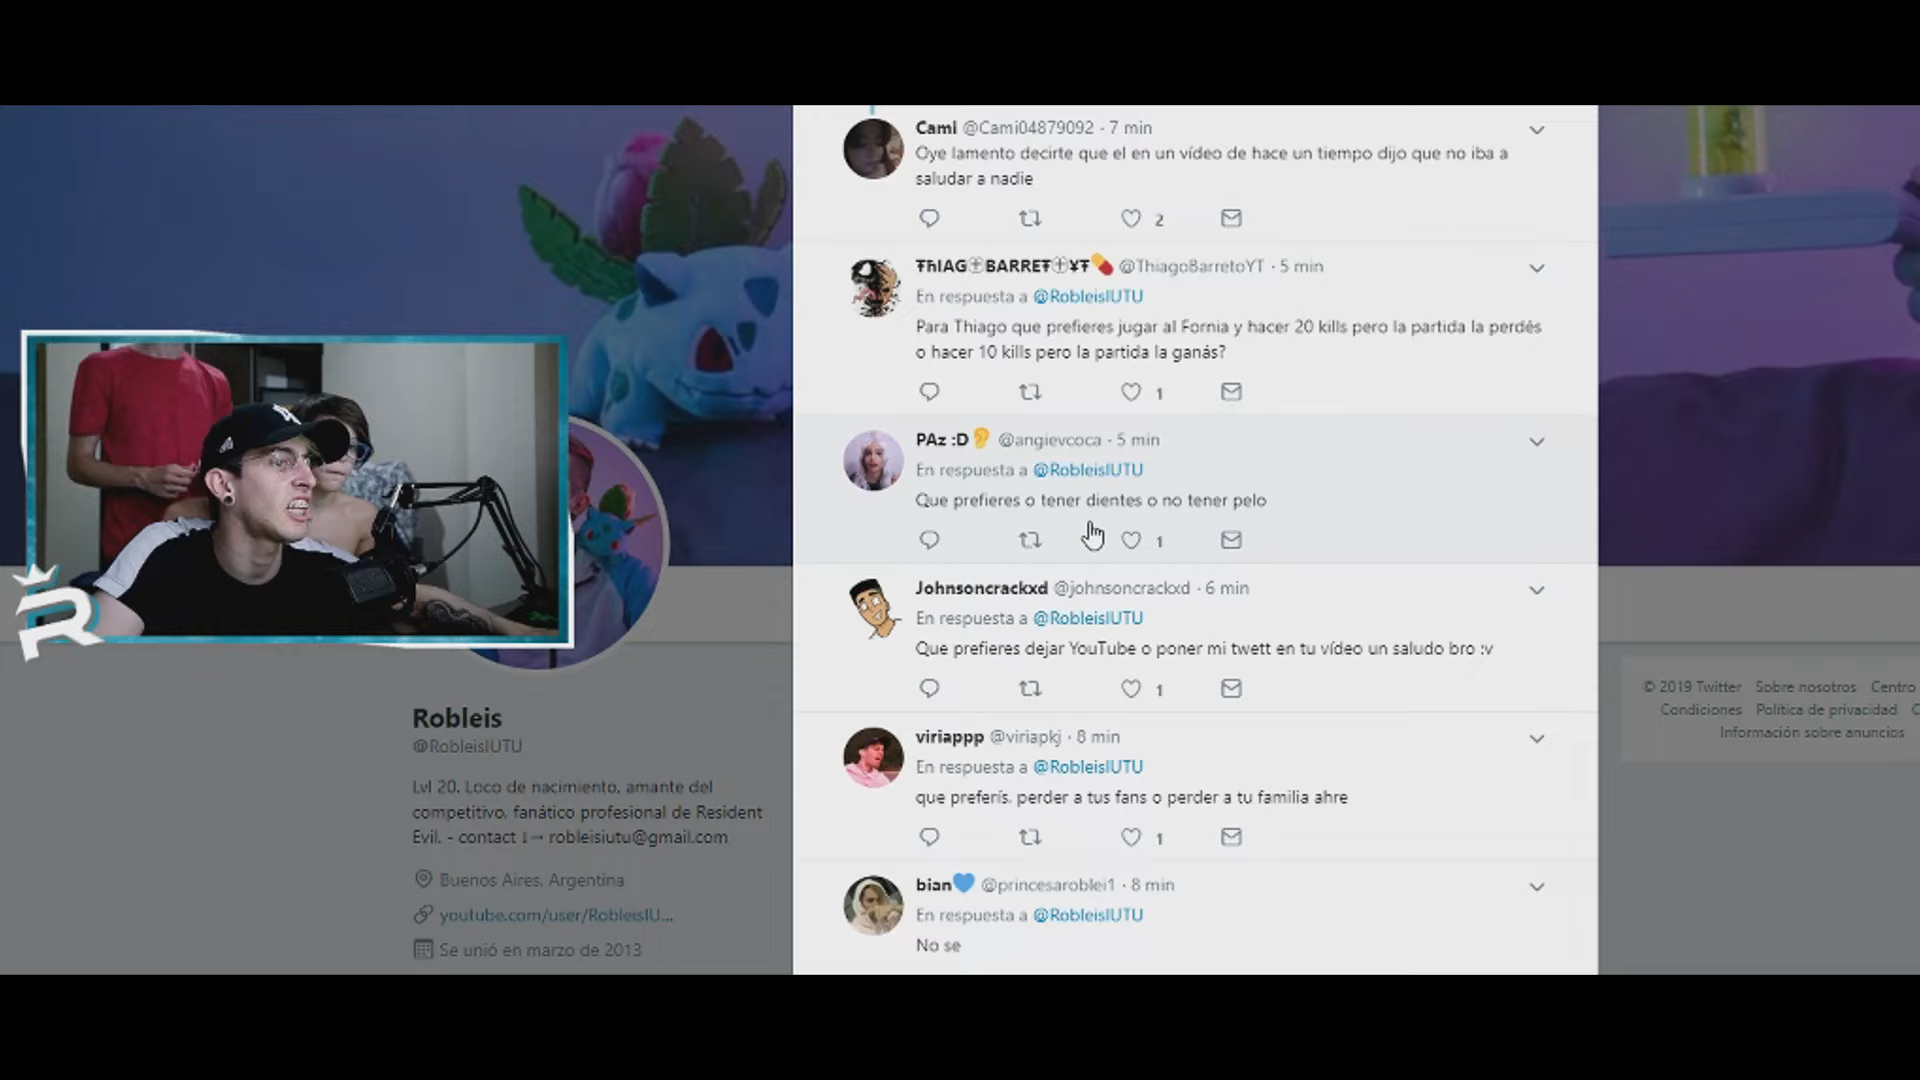 Cami @Cami04879092 · 7 min
Oye lamento decirte que el en un vídeo de hace un tiempo dijo que no iba a
saludar a nadie
2
ŦħIAG BARREŦ ¥Ŧ @ThiagoBarretoYT · 5 min
En respuesta a @RobleisIUTU
Para Thiago que prefieres jugar al Fornia y hacer 20 kills pero la partida la perdés
o hacer 10 kills pero la partida la ganás?
1
PAz :D👂 @angievcoca · 5 min
En respuesta a @RobleisIUTU
Que prefieres o tener dientes o no tener pelo
1
Johnsoncrackxd @johnsoncrackxd · 6 min
En respuesta a @RobleisIUTU
Que prefieres dejar YouTube o poner mi twett en tu vídeo un saludo bro :v
1
viriappp @viriapkj · 8 min
En respuesta a @RobleisIUTU
que preferís, perder a tus fans o perder a tu familia ahre
1
bian💙 @princesaroblei1 · 8 min
En respuesta a @RobleisIUTU
No se
R
Robleis
@RobleisIUTU
Lvl 20. Loco de nacimiento, amante del
competitivo, fanático profesional de Resident
Evil. - contact robleisiutu@gmail.com
Buenos Aires, Argentina
youtube.com/user/RobleisIU...
Se unió en marzo de 2013
© 2019 Twitter Sobre nosotros Centro
Condiciones Política de privacidad C
Información sobre anuncios